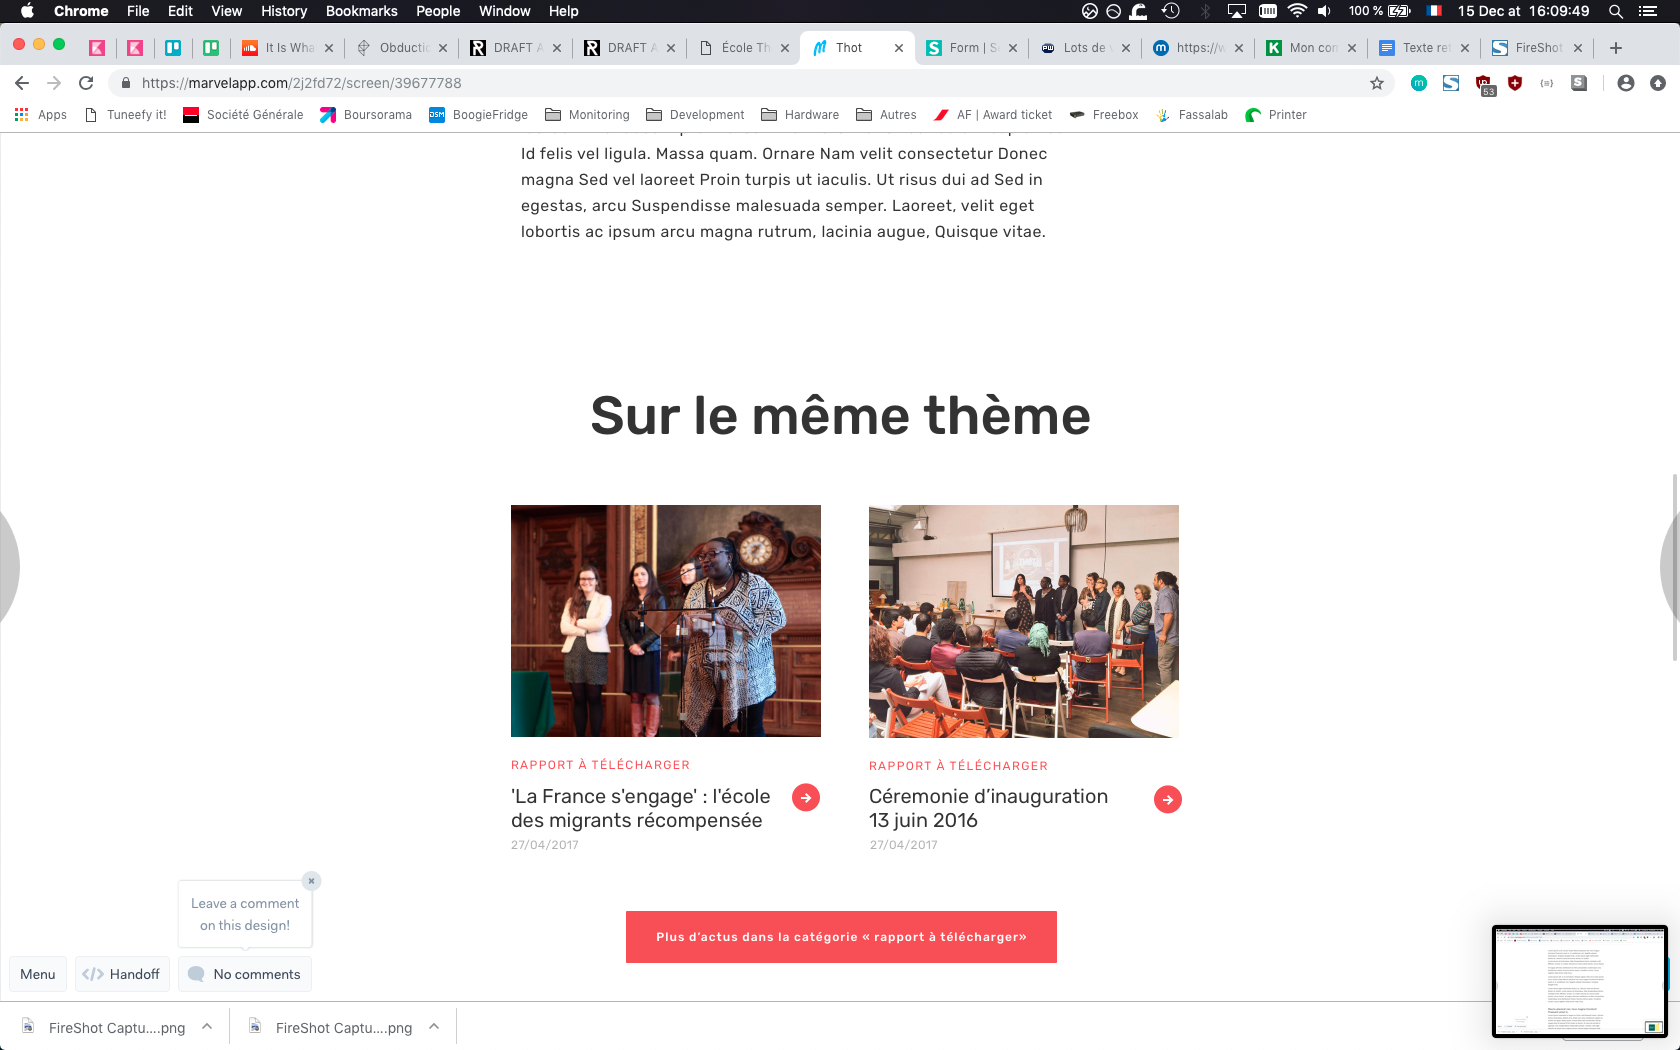 Chrome File Edit View History Bookmarks People Window Help 100 % 15 Dec at 16:09:49
It Is Wha Obductic DRAFT A DRAFT A École Th Thot Form | S Lots de https://w Mon con Texte ret FireShot
https://marvelapp.com/2j2fd72/screen/39677788
53
Apps Tuneefy it! Société Générale Boursorama BoogieFridge Monitoring Development Hardware Autres AF | Award ticket Freebox Fassalab Printer
Id felis vel ligula. Massa quam. Ornare Nam velit consectetur Donec
magna Sed vel laoreet Proin turpis ut iaculis. Ut risus dui ad Sed in
egestas, arcu Suspendisse malesuada semper. Laoreet, velit eget
lobortis ac ipsum arcu magna rutrum, lacinia augue, Quisque vitae.
Sur le même thème
RAPPORT À TÉLÉCHARGER
'La France s'engage' : l'école
des migrants récompensée
27/04/2017
RAPPORT À TÉLÉCHARGER
Céremonie d’inauguration
13 juin 2016
27/04/2017
Plus d’actus dans la catégorie « rapport à télécharger»
Leave a comment
on this design!
Menu Handoff No comments
FireShot Captu....png FireShot Captu....png